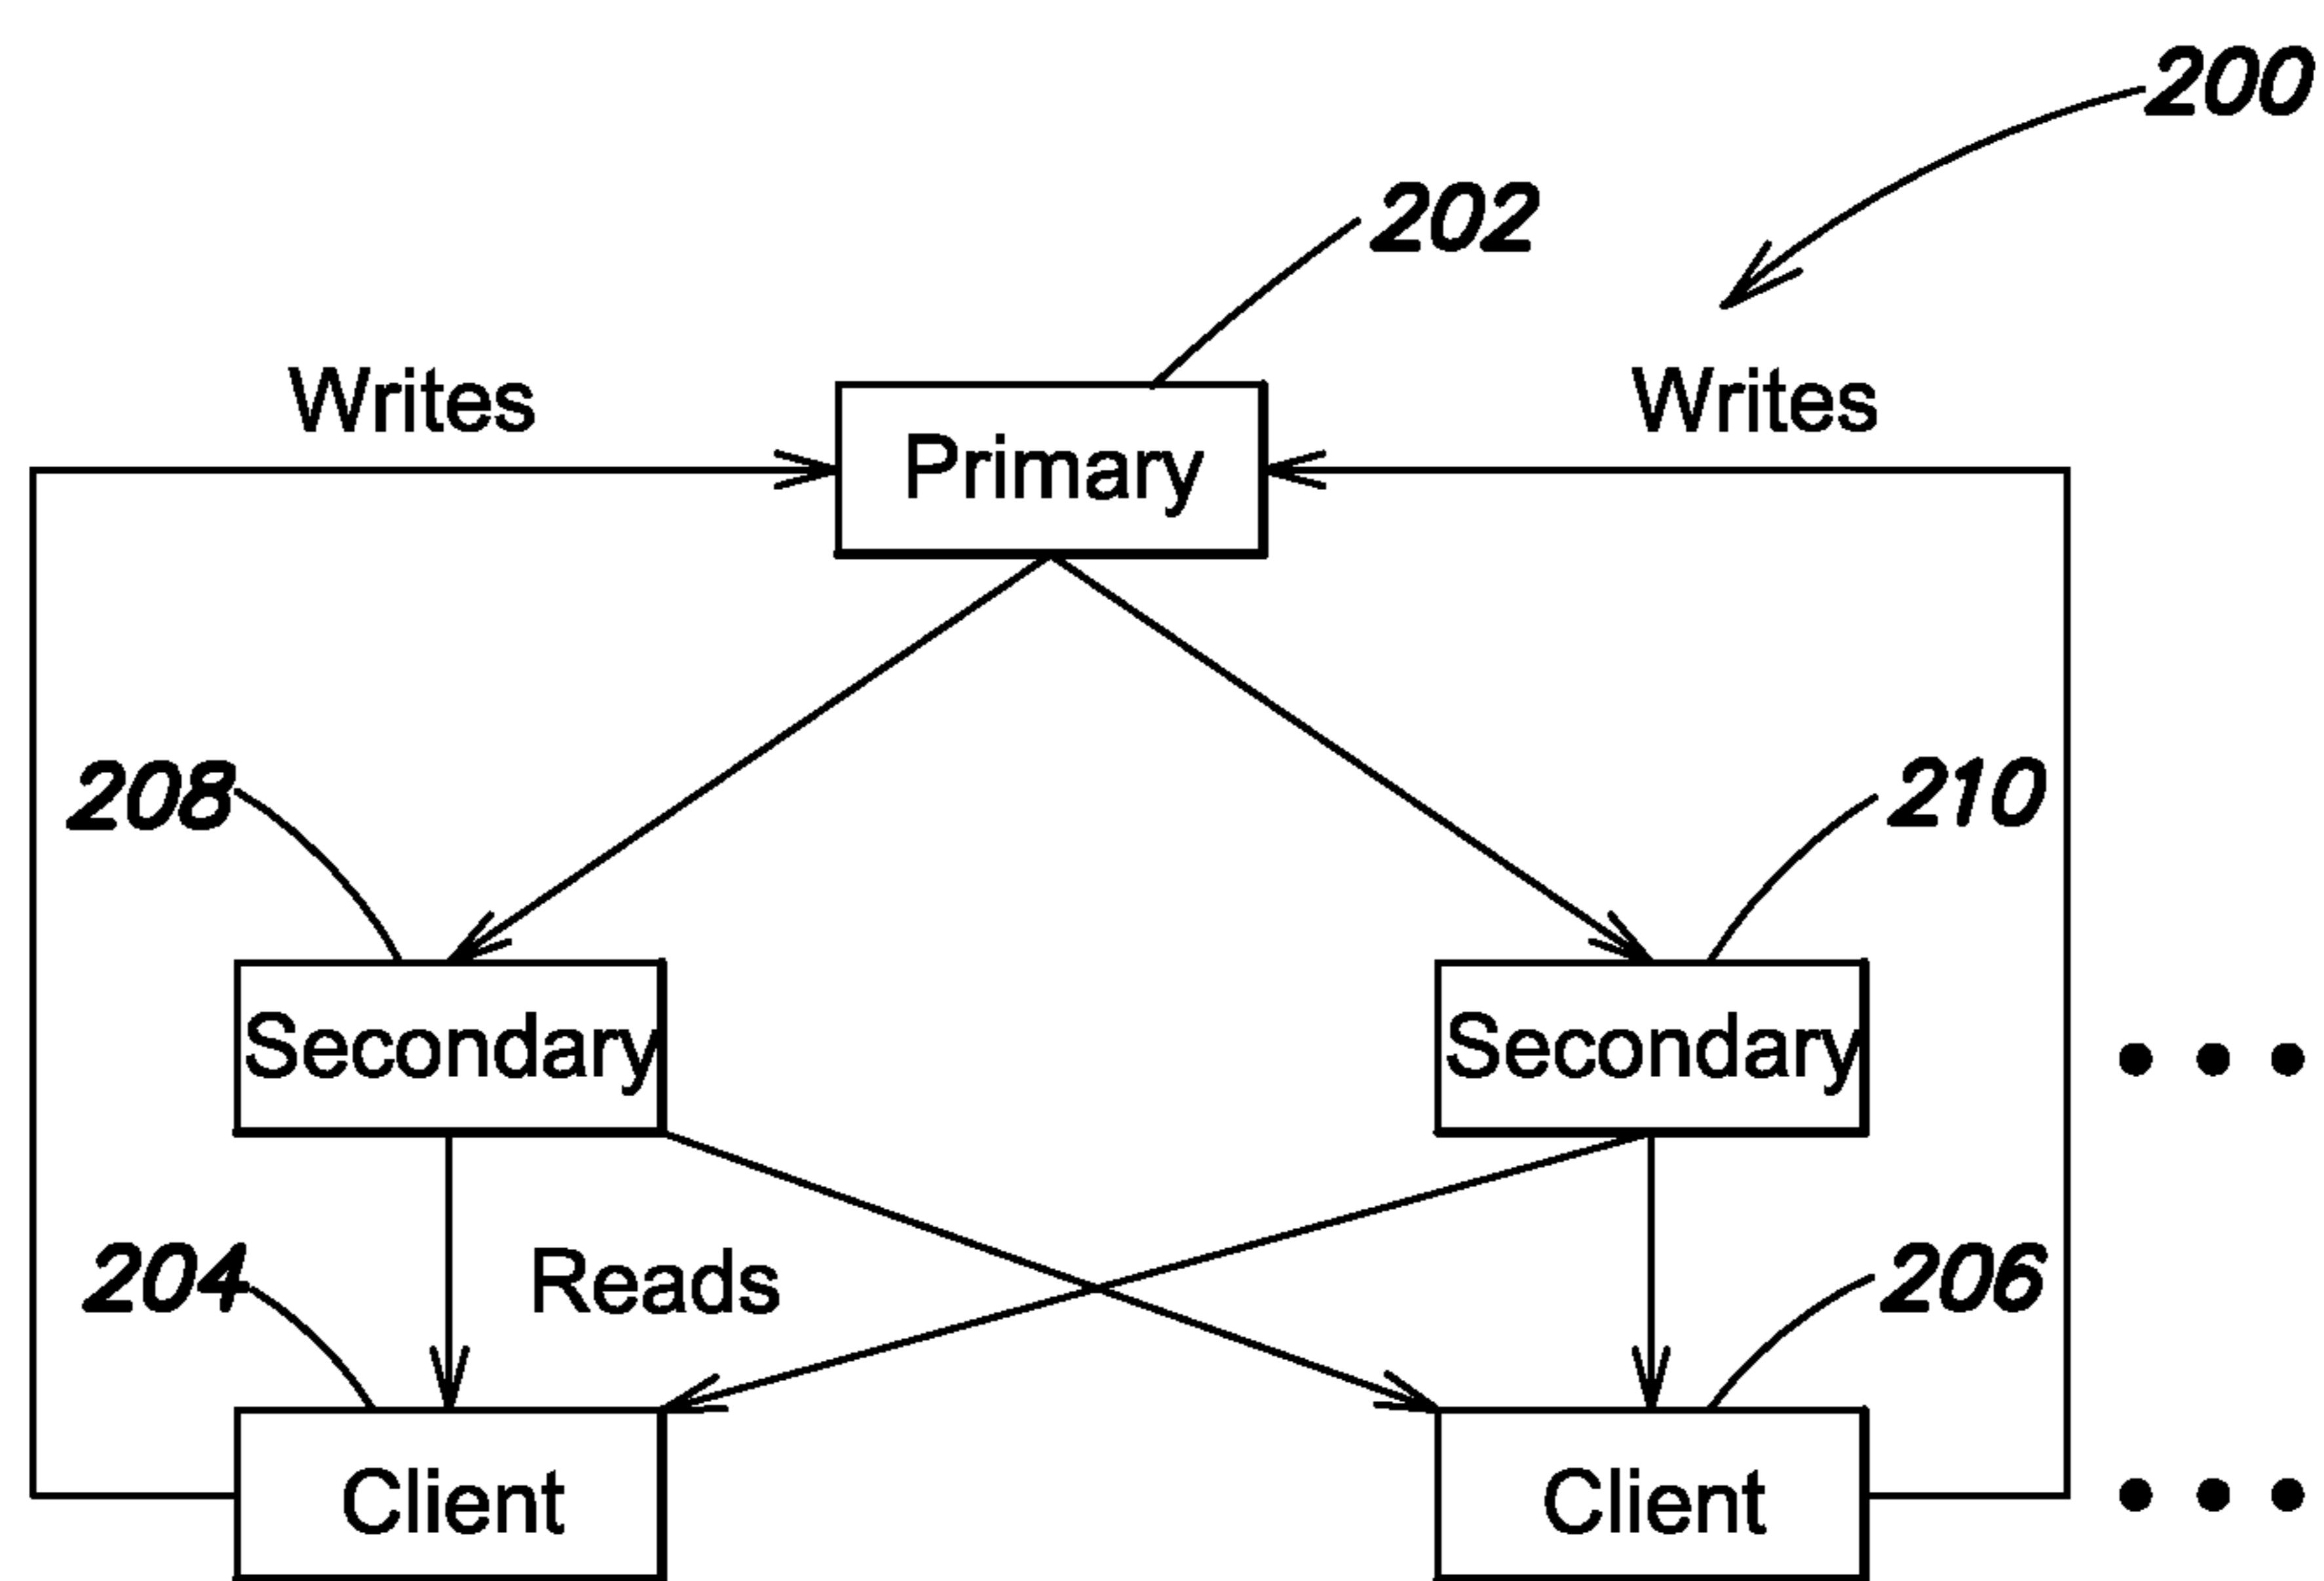 200
202
Writes
Writes
Primary
208
210
Secondary
Secondary
204
Reads
206
Client
Client